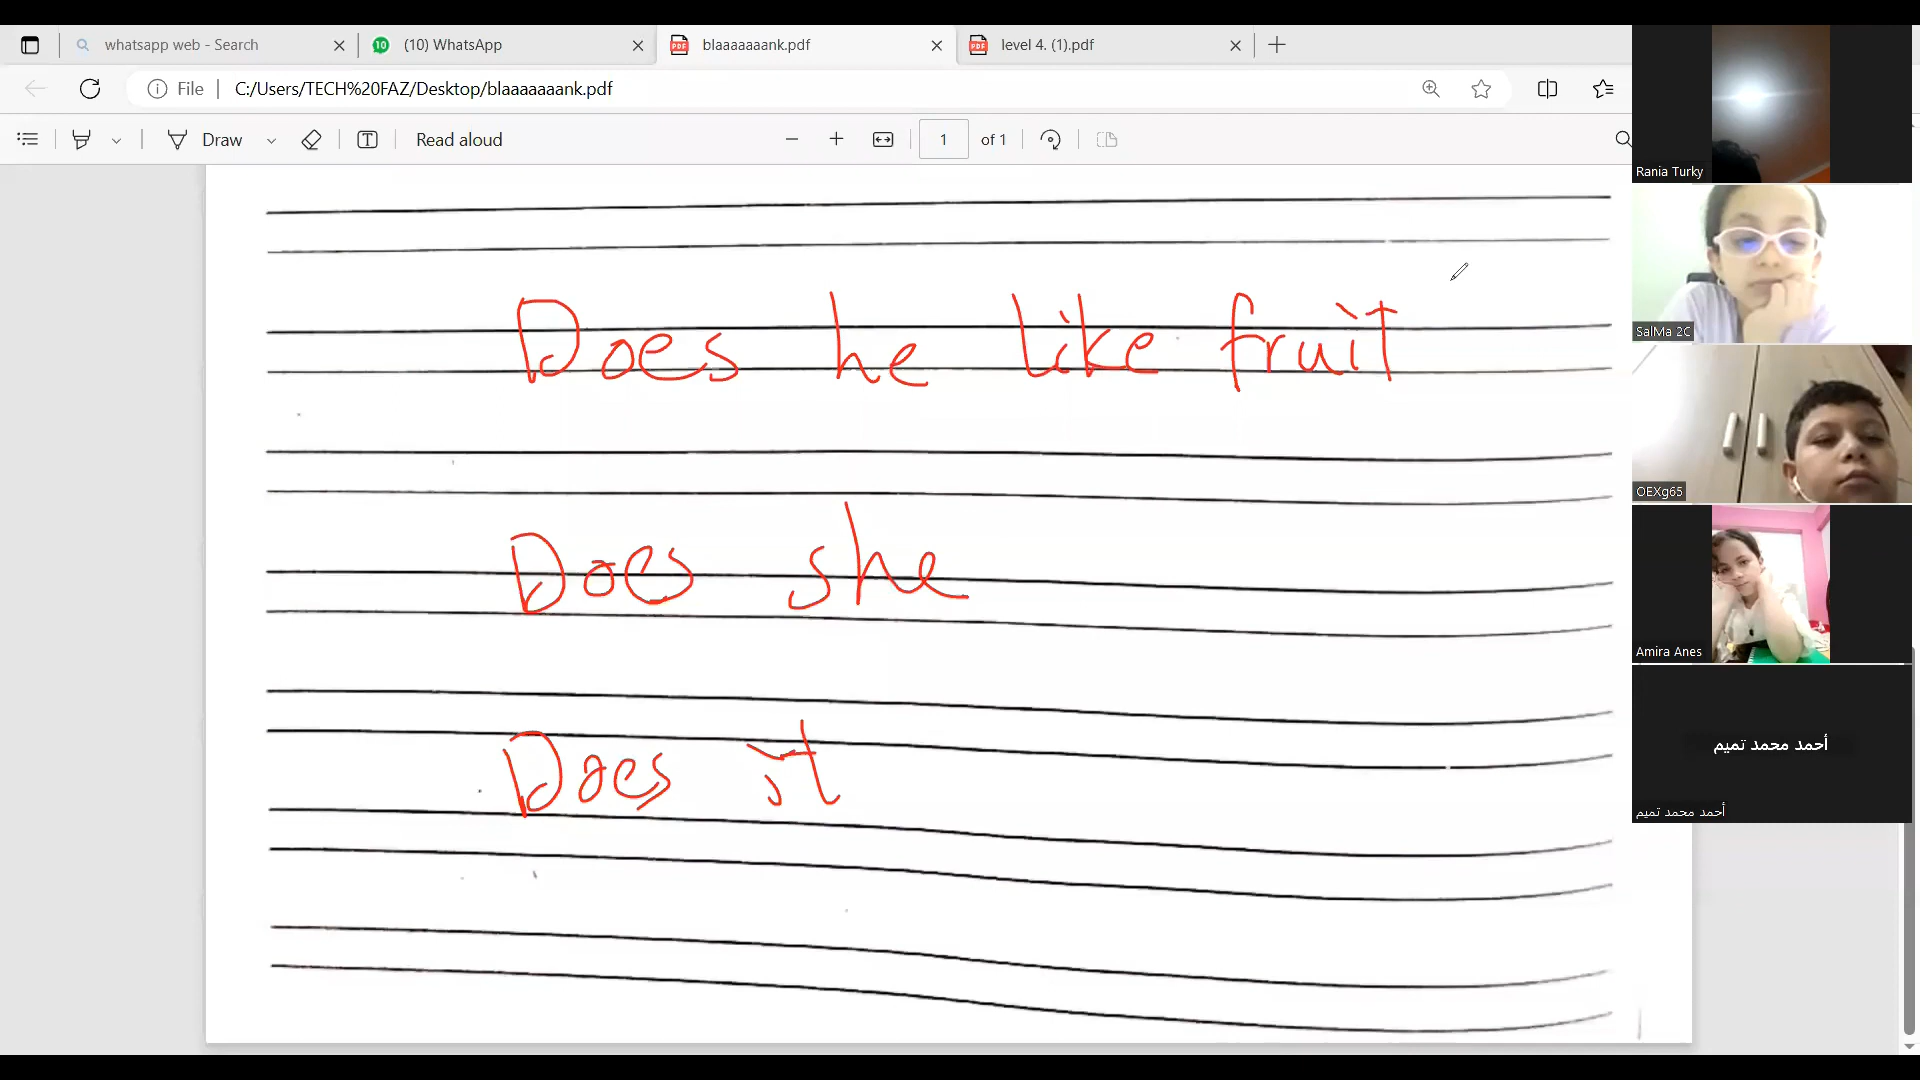 whatsapp web - Search
(10) WhatsApp
blaaaaaaank.pdf
level 4. (1).pdf
File
C:/Users/TECH%20FAZ/Desktop/blaaaaaaank.pdf
Draw
Read aloud
1 of 1
Does he like fruit
Does she
Does it
Rania Turky
SalMa 2C
OEXg65
Amira Anes
أحمد محمد تميم
أحمد محمد تميم